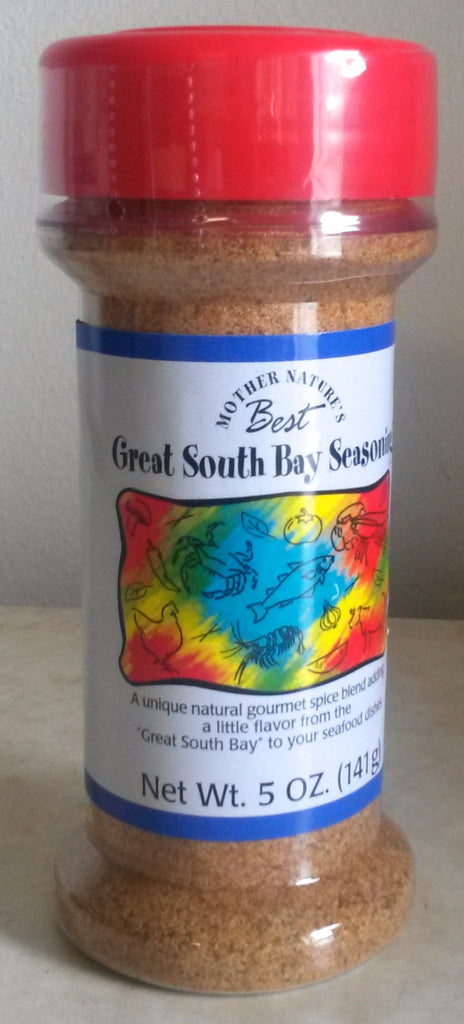 MOTHER NATURE'S
Best
Great South Bay Seasoning
A unique natural gourmet spice blend adding
a little flavor from the
"Great South Bay" to your seafood dishes
Net Wt. 5 OZ. (141g)